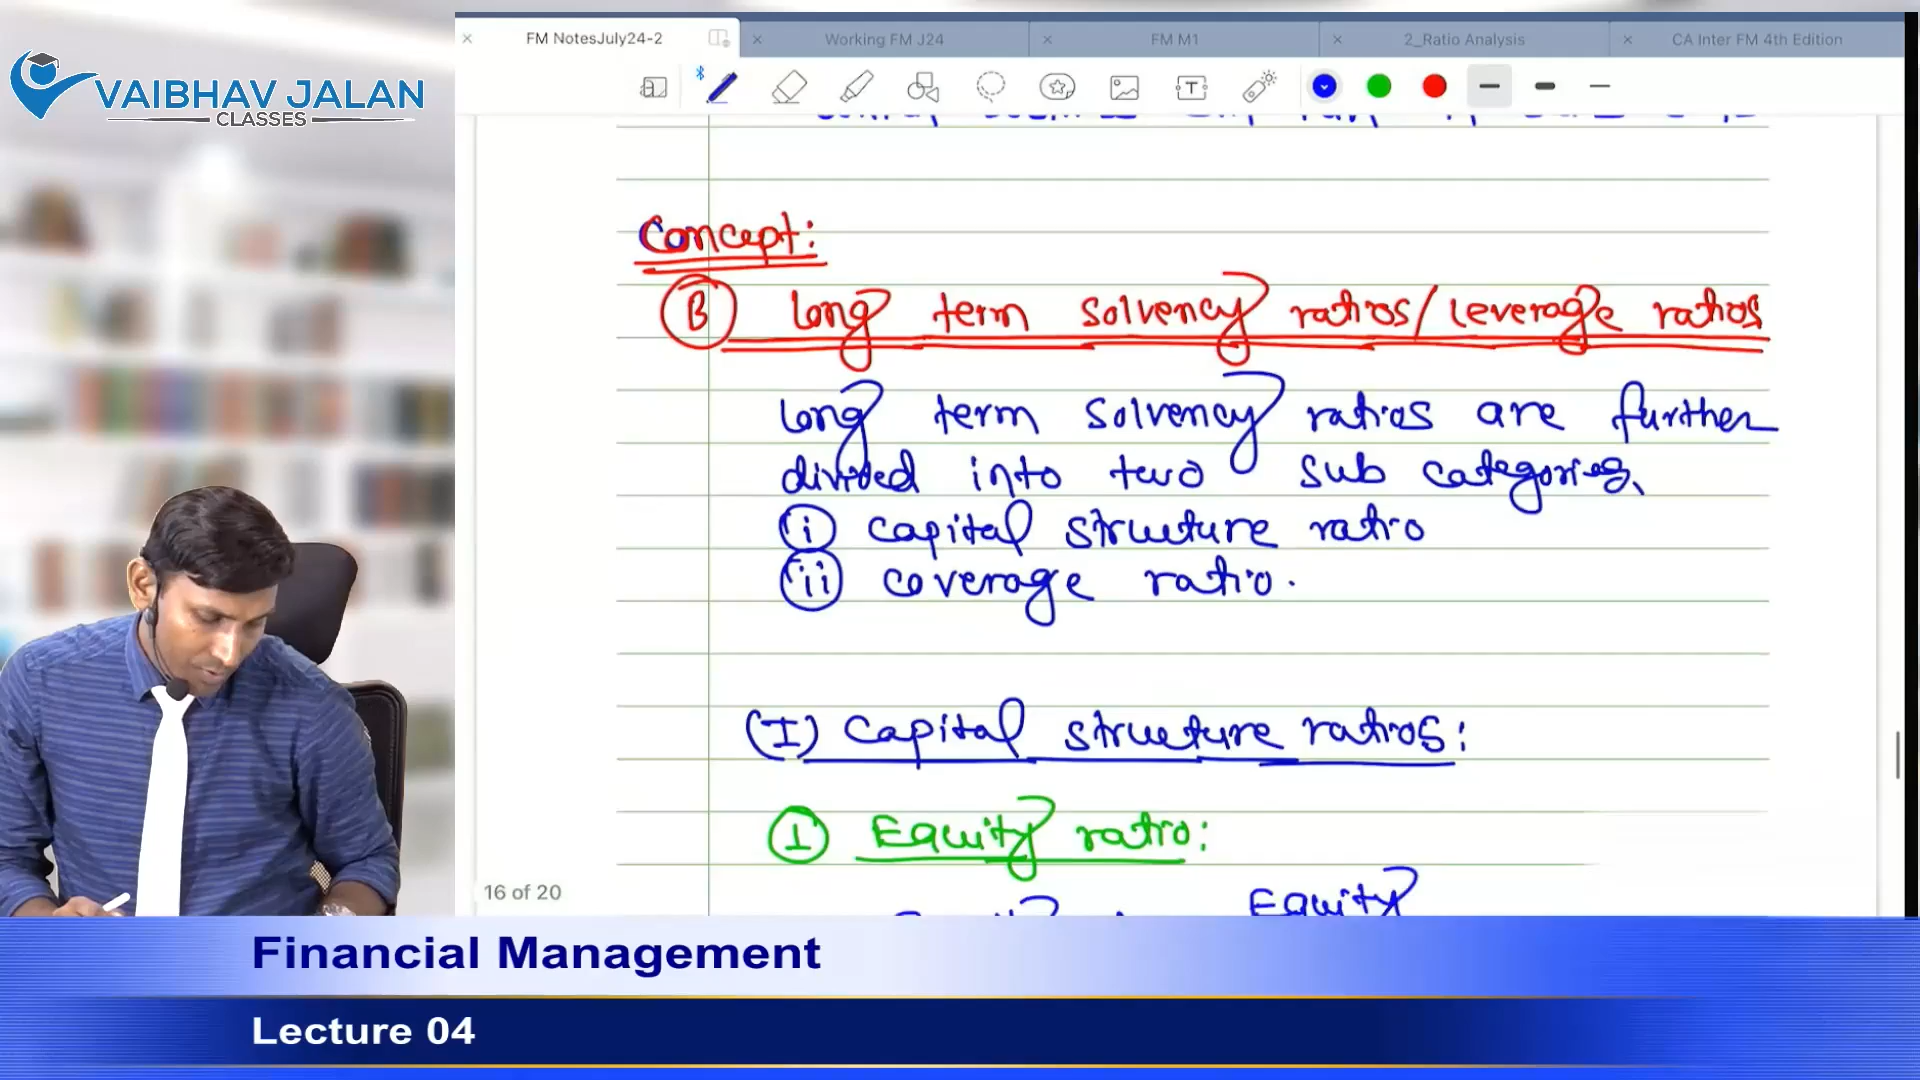 FM NotesJuly24-2
Working FM J24
FM M1
2_Ratio Analysis
CA Inter FM 4th Edition
VAIBHAV JALAN
CLASSES
Concept:
B Long term solvency ratios/leverage ratios
Long term solvency ratios are further
divided into two sub categories,
i capital structure ratio
ii coverage ratio.
(I) Capital structure ratios:
1 Equity ratio:
Equity
16 of 20
Financial Management
Lecture 04